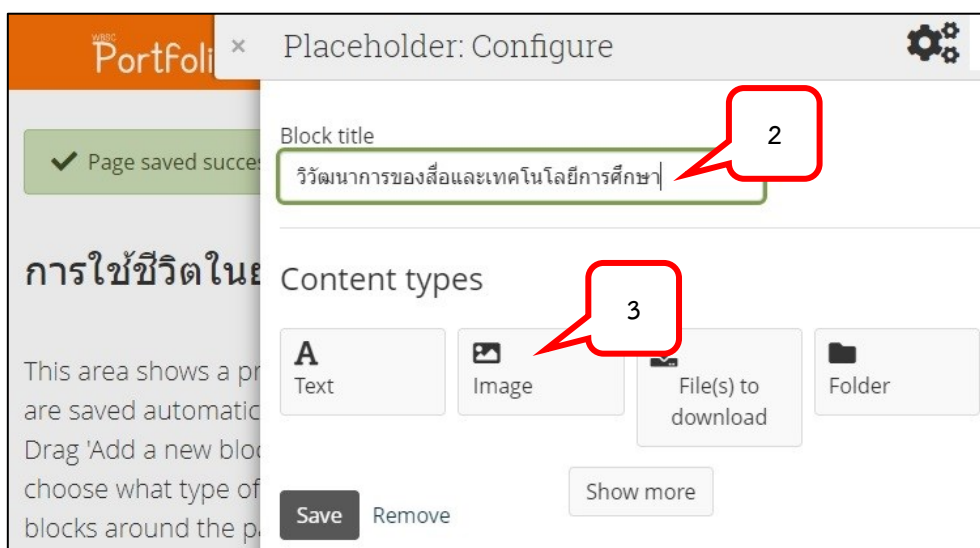 WBSC
Portfoli
× Placeholder: Configure
Page saved succes
Block title
2
วิวัฒนาการของสื่อและเทคโนโลยีการศึกษา
การใช้ชีวิตในย
Content types
3
Text
Image
File(s) to download
Folder
This area shows a pr
are saved automatic
Drag 'Add a new bloc
choose what type of
blocks around the pa
Show more
Save Remove